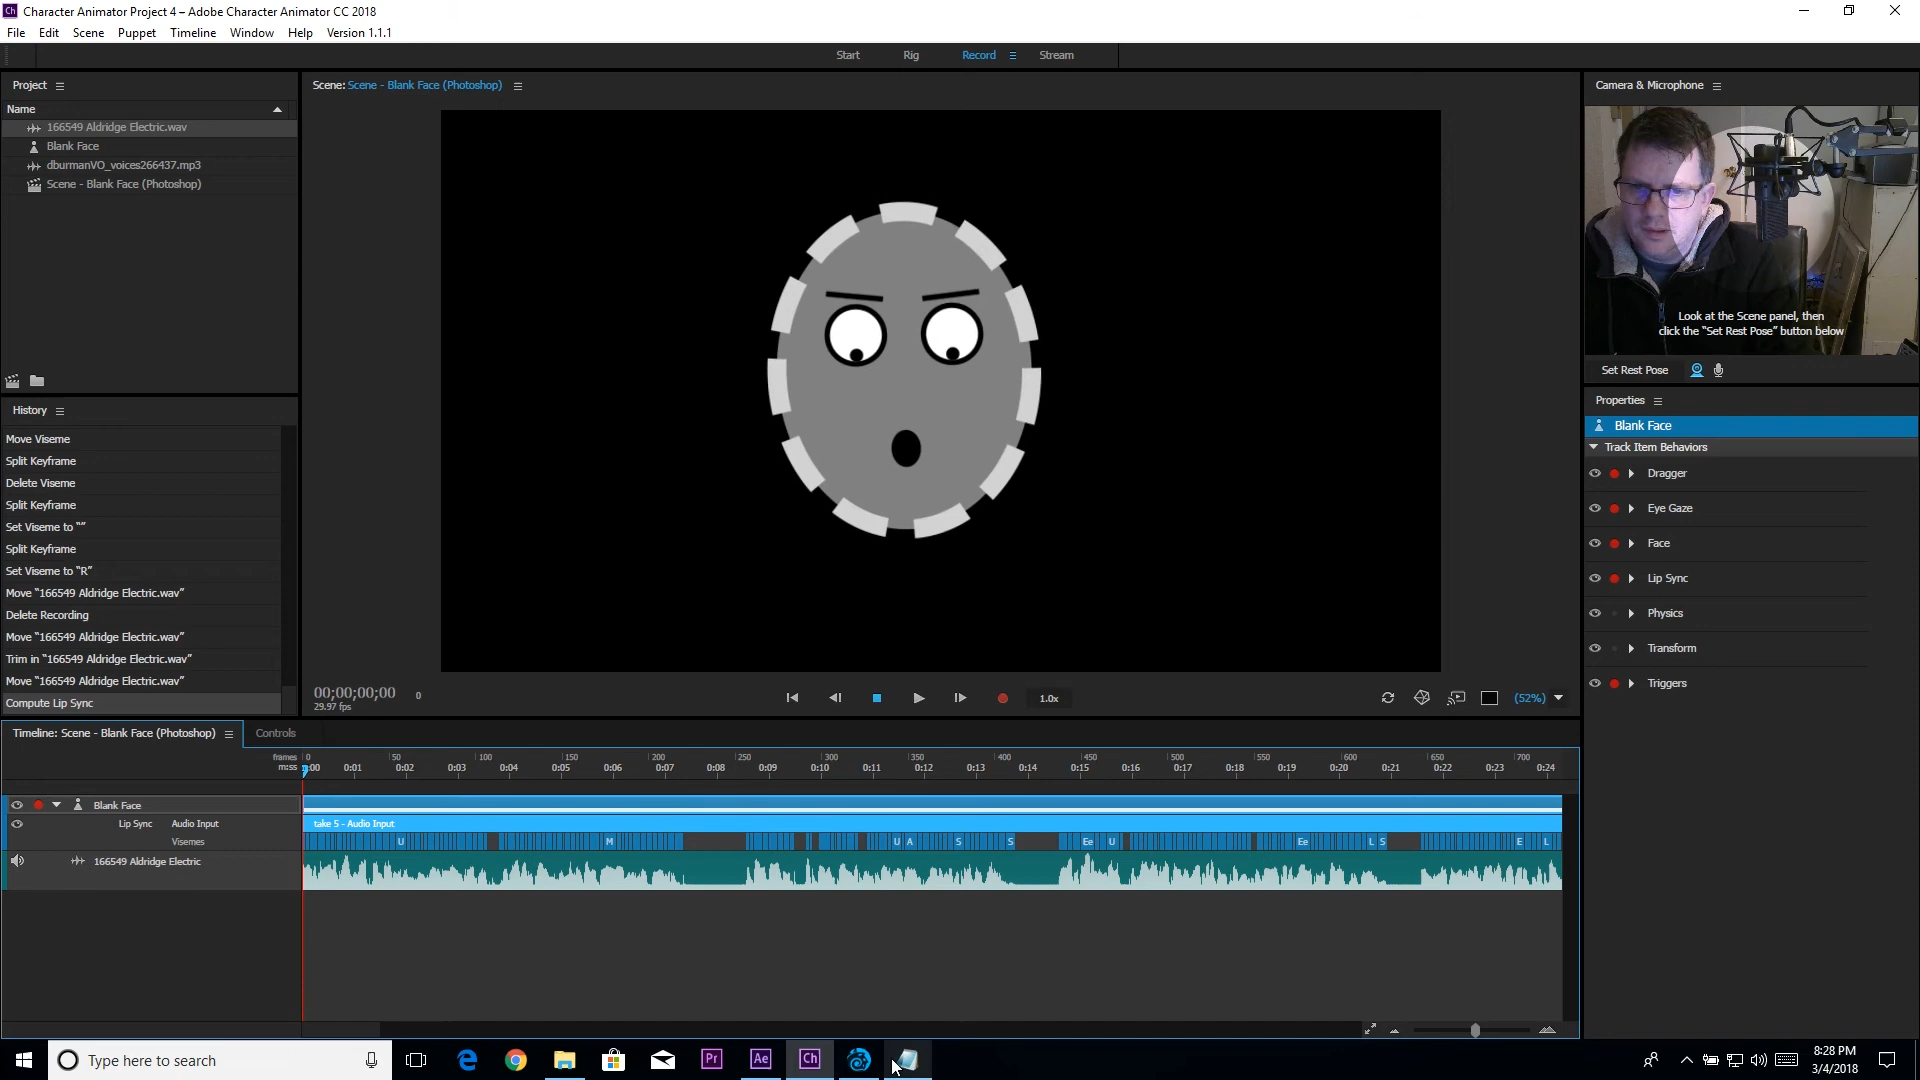 Ch Character Animator Project 4 – Adobe Character Animator CC 2018
File Edit Scene Puppet Timeline Window Help Version 1.1.1
Start Rig Record Stream
Project
Name
166549 Aldridge Electric.wav
Blank Face
dburmanVO_voices266437.mp3
Scene - Blank Face (Photoshop)
History
Move Viseme
Split Keyframe
Delete Viseme
Split Keyframe
Set Viseme to “”
Split Keyframe
Set Viseme to “R”
Move “166549 Aldridge Electric.wav”
Delete Recording
Move “166549 Aldridge Electric.wav”
Trim in “166549 Aldridge Electric.wav”
Move “166549 Aldridge Electric.wav”
Compute Lip Sync
Scene: Scene - Blank Face (Photoshop)
00;00;00;00 0
29.97 fps
1.0x
(52%)
Camera & Microphone
Look at the Scene panel, then
click the “Set Rest Pose” button below
Set Rest Pose
Properties
Blank Face
Track Item Behaviors
Dragger
Eye Gaze
Face
Lip Sync
Physics
Transform
Triggers
Timeline: Scene - Blank Face (Photoshop) Controls
frames 0 50 100 150 200 250 300 350 400 450 500 550 600 650 700
m:ss 0:01 0:02 0:03 0:04 0:05 0:06 0:07 0:08 0:09 0:10 0:11 0:12 0:13 0:14 0:15 0:16 0:17 0:18 0:19 0:20 0:21 0:22 0:23 0:24
Blank Face
Lip Sync Audio Input take 5 - Audio Input
Visemes U M U A S S Ee U Ee L S E L
166549 Aldridge Electric
Type here to search
Pr Ae Ch
8:28 PM
3/4/2018